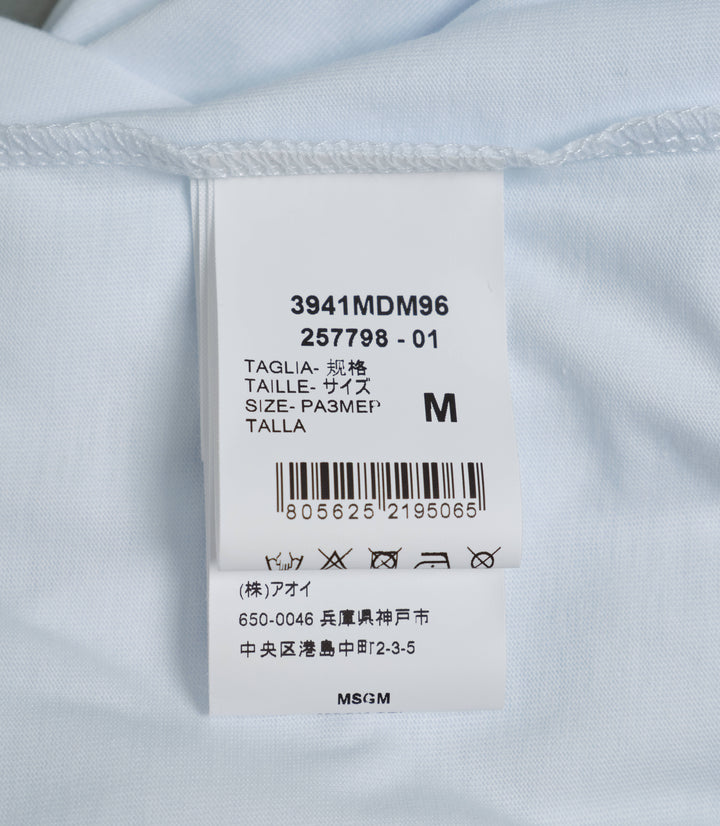 3941MDM96
257798 - 01
TAGLIA- 规格
TAILLE- サイズ
SIZE- РАЗМЕР
TALLA
M
805625 2195065
(株)アオイ
650-0046 兵庫県神戸市
中央区港島中町2-3-5
MSGM